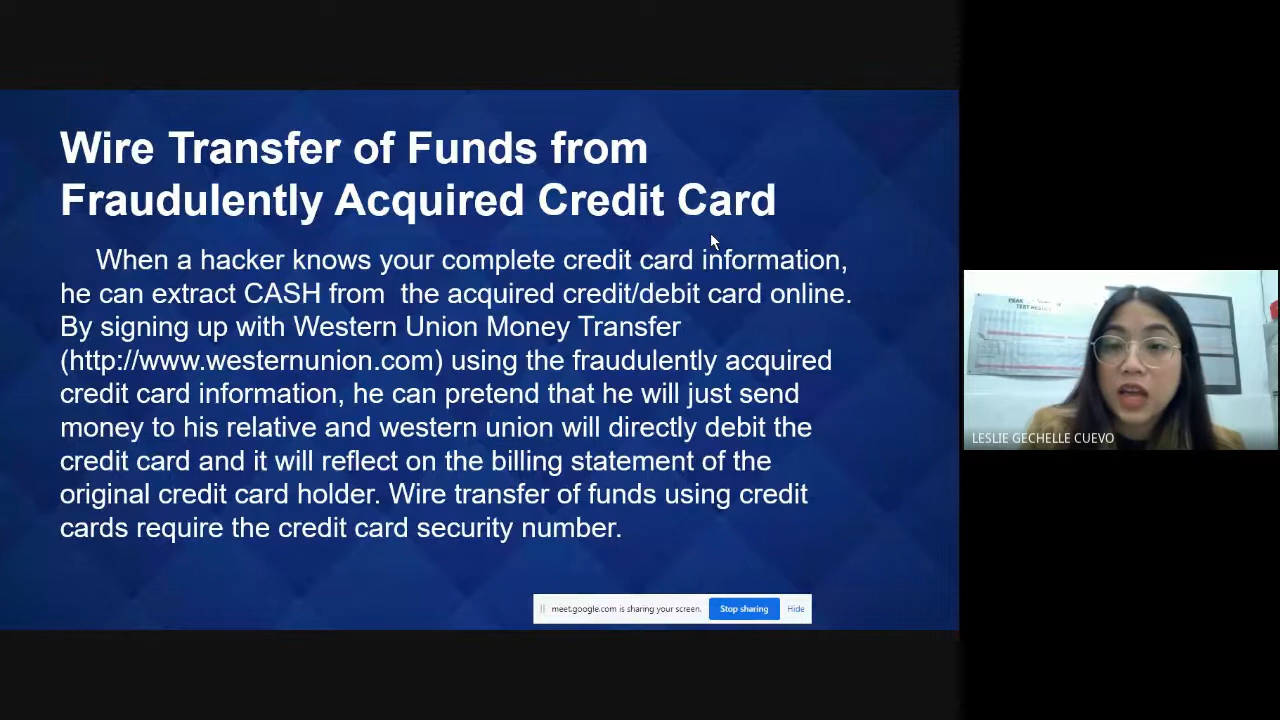 Wire Transfer of Funds from
Fraudulently Acquired Credit Card
When a hacker knows your complete credit card information,
he can extract CASH from  the acquired credit/debit card online.
By signing up with Western Union Money Transfer
(http://www.westernunion.com) using the fraudulently acquired
credit card information, he can pretend that he will just send
money to his relative and western union will directly debit the
credit card and it will reflect on the billing statement of the
original credit card holder. Wire transfer of funds using credit
cards require the credit card security number.
meet.google.com is sharing your screen. Stop sharing Hide
PEAK
TEST
LESLIE GECHELLE CUEVO